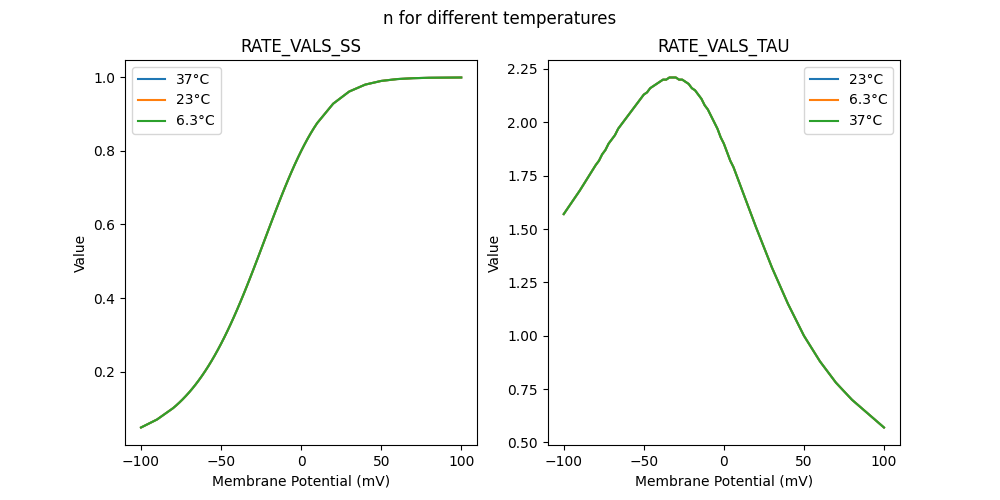 n for different temperatures
RATE_VALS_SS
1.0
0.8
0.6
0.4
0.2
Value
37°C
23°C
6.3°C
−100
−50
0
50
100
Membrane Potential (mV)
RATE_VALS_TAU
2.25
2.00
1.75
1.50
1.25
1.00
0.75
0.50
Value
23°C
6.3°C
37°C
−100
−50
0
50
100
Membrane Potential (mV)